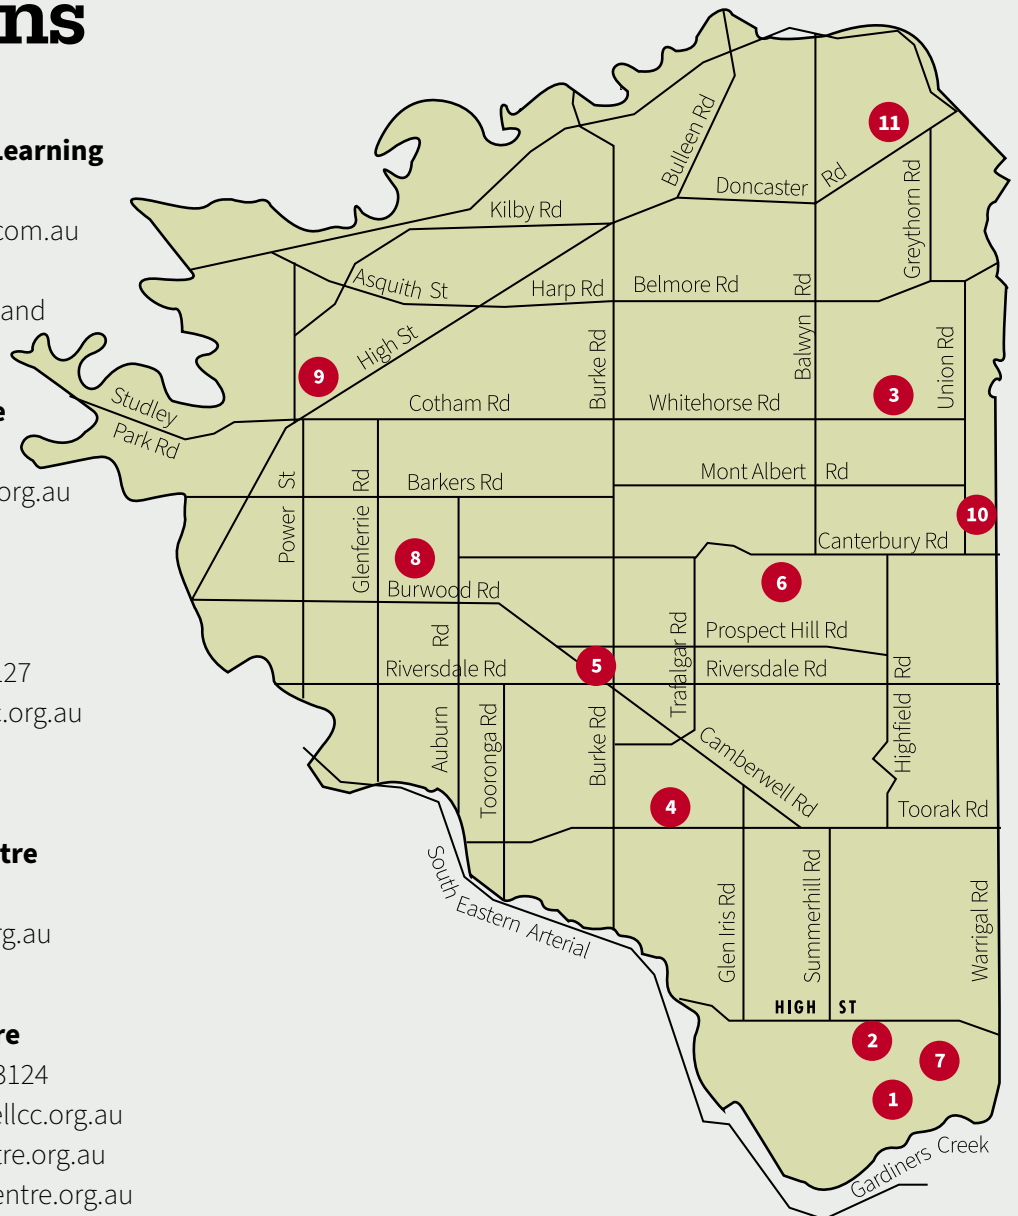 ns
Learning
com.au
and
e
org.au
127
c.org.au
tre
rg.au
re
3124
ellcc.org.au
tre.org.au
entre.org.au
11
Bulleen Rd
Doncaster Rd
Greythorn Rd
Kilby Rd
Asquith St
Harp Rd
Belmore Rd
Balwyn Rd
High St
Burke Rd
Union Rd
9
3
Studley
Park Rd
Cotham Rd
Whitehorse Rd
Mont Albert Rd
Power St
Glenferrie Rd
Barkers Rd
10
Canterbury Rd
8
6
Burwood Rd
Prospect Hill Rd
Auburn Rd
Trafalgar Rd
5
Riversdale Rd
Riversdale Rd
Highfield Rd
Tooronga Rd
Burke Rd
Camberwell Rd
4
Toorak Rd
South Eastern Arterial
Glen Iris Rd
Summerhill Rd
Warrigal Rd
HIGH ST
2
7
1
Gardiners Creek